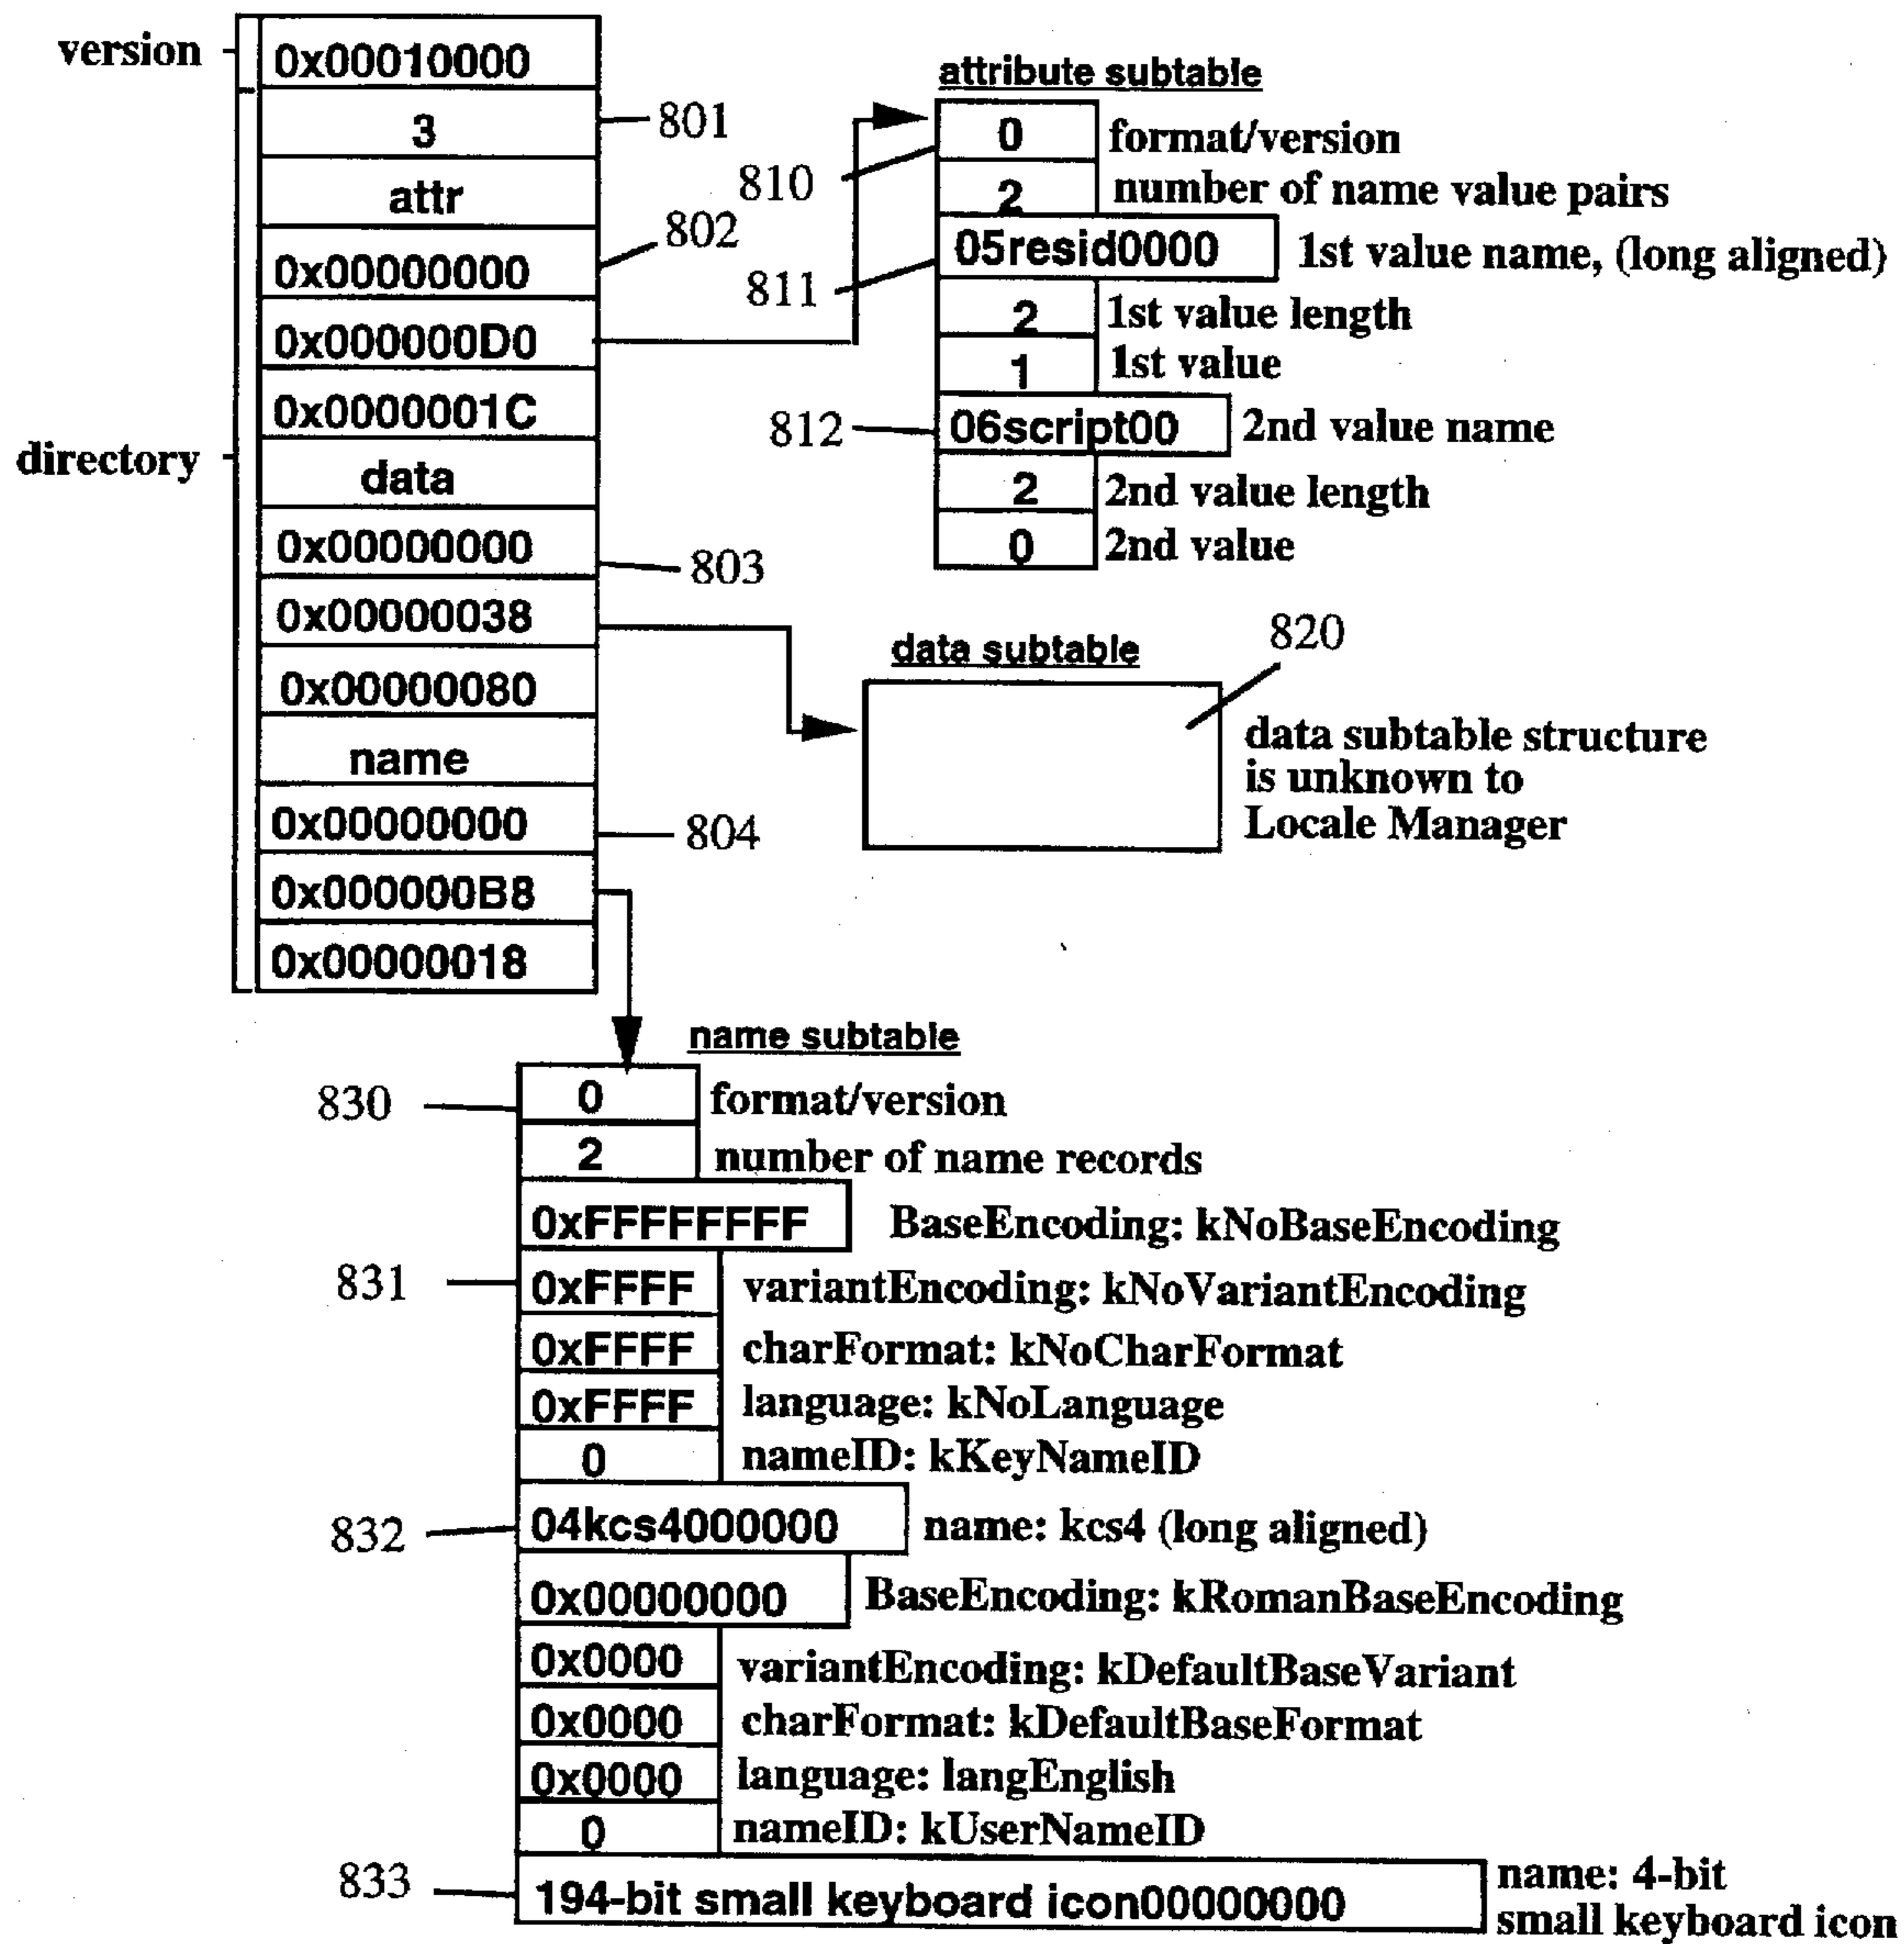 version
0x00010000
3
801
attr
802
0x00000000
0x000000D0
0x0000001C
directory
data
0x00000000
803
0x00000038
0x00000080
name
0x00000000
804
0x000000B8
0x00000018
attribute subtable
0 format/version
810
2 number of name value pairs
05resid0000 1st value name, (long aligned)
811
2 1st value length
1 1st value
812 06script00 2nd value name
2 2nd value length
0 2nd value
820
data subtable
data subtable structure
is unknown to
Locale Manager
name subtable
830 0 format/version
2 number of name records
0xFFFFFFFF BaseEncoding: kNoBaseEncoding
831 0xFFFF variantEncoding: kNoVariantEncoding
0xFFFF charFormat: kNoCharFormat
0xFFFF language: kNoLanguage
0 nameID: kKeyNameID
832 04kcs4000000 name: kcs4 (long aligned)
0x00000000 BaseEncoding: kRomanBaseEncoding
0x0000 variantEncoding: kDefaultBaseVariant
0x0000 charFormat: kDefaultBaseFormat
0x0000 language: langEnglish
0 nameID: kUserNameID
833 194-bit small keyboard icon00000000 name: 4-bit
small keyboard icon